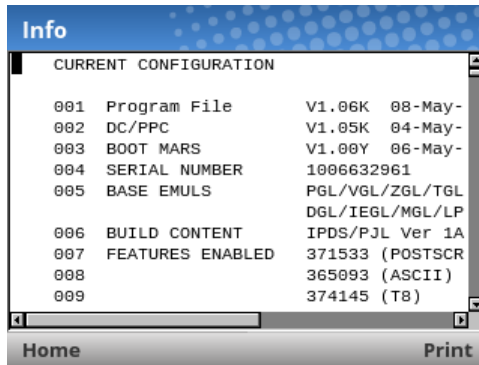 Info
CURRENT CONFIGURATION
001 Program File V1.06K 08-May-
002 DC/PPC V1.05K 04-May-
003 BOOT MARS V1.00Y 06-May-
004 SERIAL NUMBER 1006632961
005 BASE EMULS PGL/VGL/ZGL/TGL
DGL/IEGL/MGL/LP
006 BUILD CONTENT IPDS/PJL Ver 1A
007 FEATURES ENABLED 371533 (POSTSCR
008 365093 (ASCII)
009 374145 (T8)
Home Print